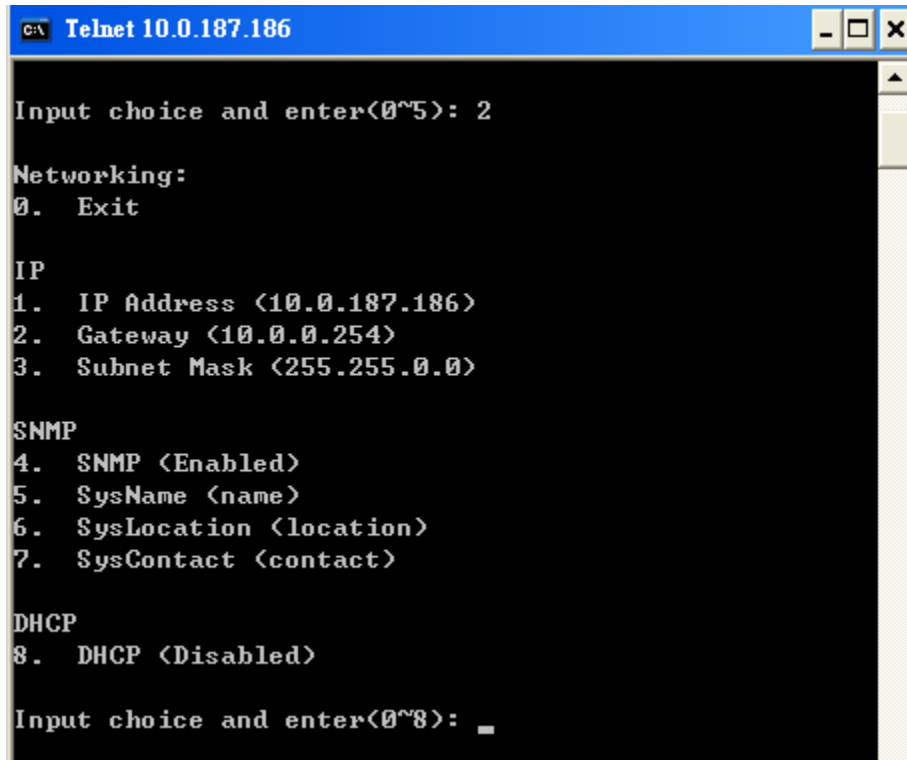 Telnet 10.0.187.186
Input choice and enter(0~5): 2
Networking:
0. Exit
IP
1. IP Address (10.0.187.186)
2. Gateway (10.0.0.254)
3. Subnet Mask (255.255.0.0)
SNMP
4. SNMP (Enabled)
5. SysName (name)
6. SysLocation (location)
7. SysContact (contact)
DHCP
8. DHCP (Disabled)
Input choice and enter(0~8): _